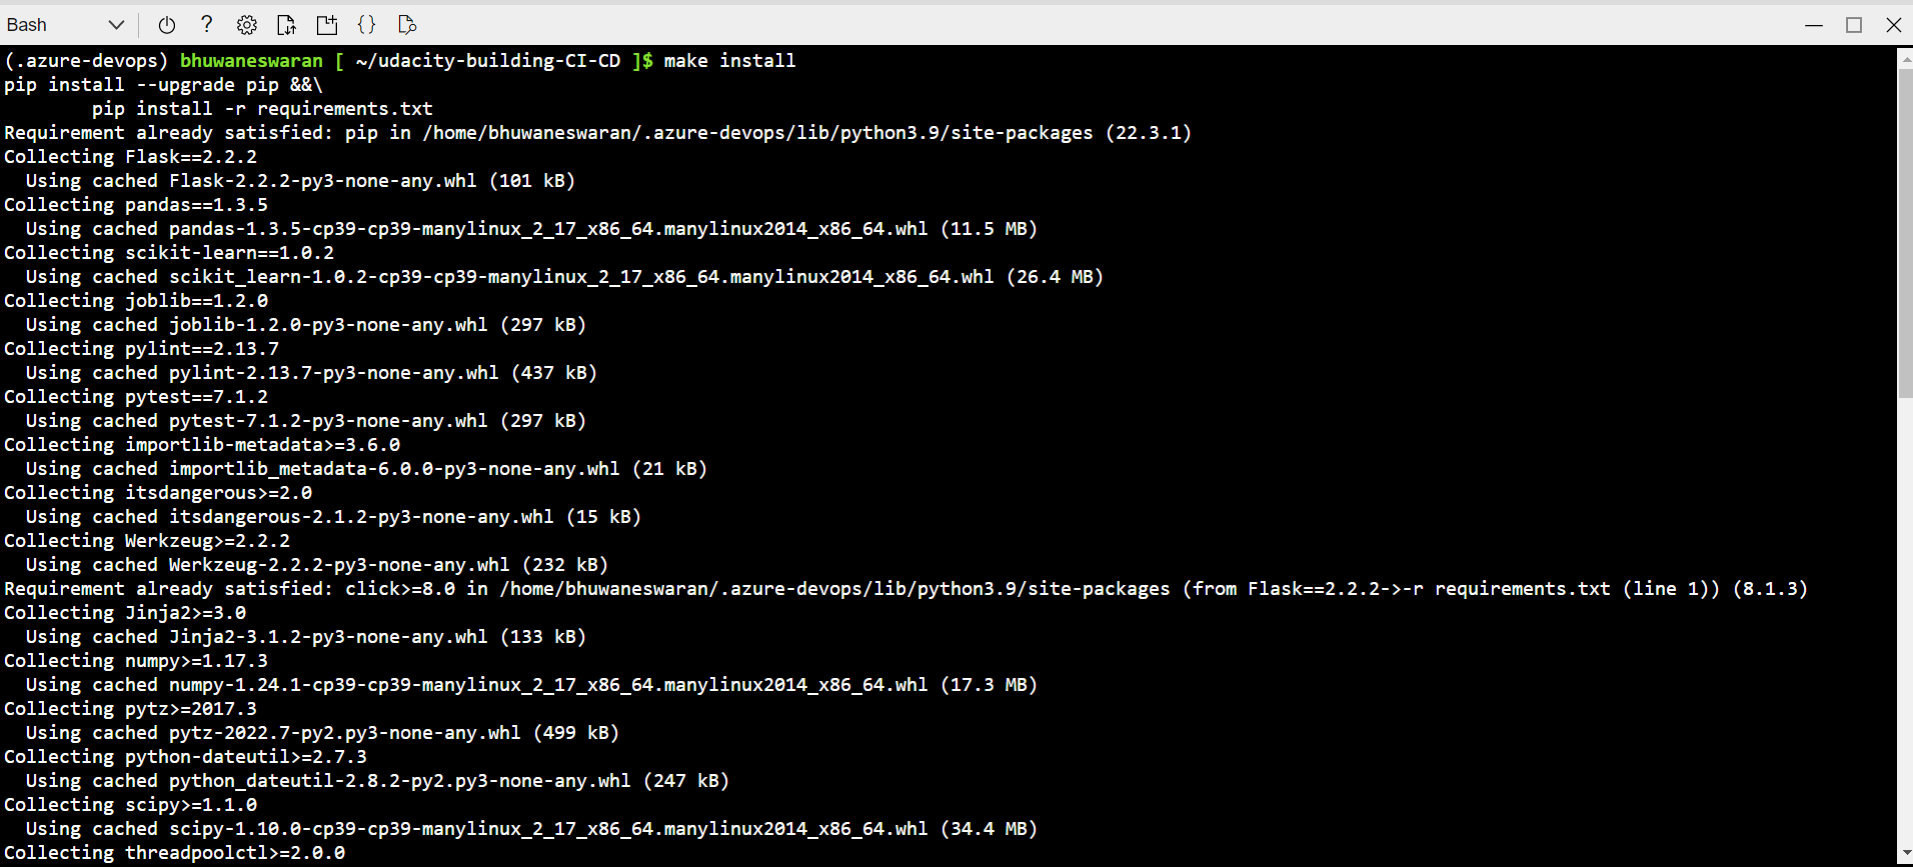 Bash
(.azure-devops) bhuwaneswaran [ ~/udacity-building-CI-CD ]$ make install
pip install --upgrade pip &&\
        pip install -r requirements.txt
Requirement already satisfied: pip in /home/bhuwaneswaran/.azure-devops/lib/python3.9/site-packages (22.3.1)
Collecting Flask==2.2.2
  Using cached Flask-2.2.2-py3-none-any.whl (101 kB)
Collecting pandas==1.3.5
  Using cached pandas-1.3.5-cp39-cp39-manylinux_2_17_x86_64.manylinux2014_x86_64.whl (11.5 MB)
Collecting scikit-learn==1.0.2
  Using cached scikit_learn-1.0.2-cp39-cp39-manylinux_2_17_x86_64.manylinux2014_x86_64.whl (26.4 MB)
Collecting joblib==1.2.0
  Using cached joblib-1.2.0-py3-none-any.whl (297 kB)
Collecting pylint==2.13.7
  Using cached pylint-2.13.7-py3-none-any.whl (437 kB)
Collecting pytest==7.1.2
  Using cached pytest-7.1.2-py3-none-any.whl (297 kB)
Collecting importlib-metadata>=3.6.0
  Using cached importlib_metadata-6.0.0-py3-none-any.whl (21 kB)
Collecting itsdangerous>=2.0
  Using cached itsdangerous-2.1.2-py3-none-any.whl (15 kB)
Collecting Werkzeug>=2.2.2
  Using cached Werkzeug-2.2.2-py3-none-any.whl (232 kB)
Requirement already satisfied: click>=8.0 in /home/bhuwaneswaran/.azure-devops/lib/python3.9/site-packages (from Flask==2.2.2->-r requirements.txt (line 1)) (8.1.3)
Collecting Jinja2>=3.0
  Using cached Jinja2-3.1.2-py3-none-any.whl (133 kB)
Collecting numpy>=1.17.3
  Using cached numpy-1.24.1-cp39-cp39-manylinux_2_17_x86_64.manylinux2014_x86_64.whl (17.3 MB)
Collecting pytz>=2017.3
  Using cached pytz-2022.7-py2.py3-none-any.whl (499 kB)
Collecting python-dateutil>=2.7.3
  Using cached python_dateutil-2.8.2-py2.py3-none-any.whl (247 kB)
Collecting scipy>=1.1.0
  Using cached scipy-1.10.0-cp39-cp39-manylinux_2_17_x86_64.manylinux2014_x86_64.whl (34.4 MB)
Collecting threadpoolctl>=2.0.0